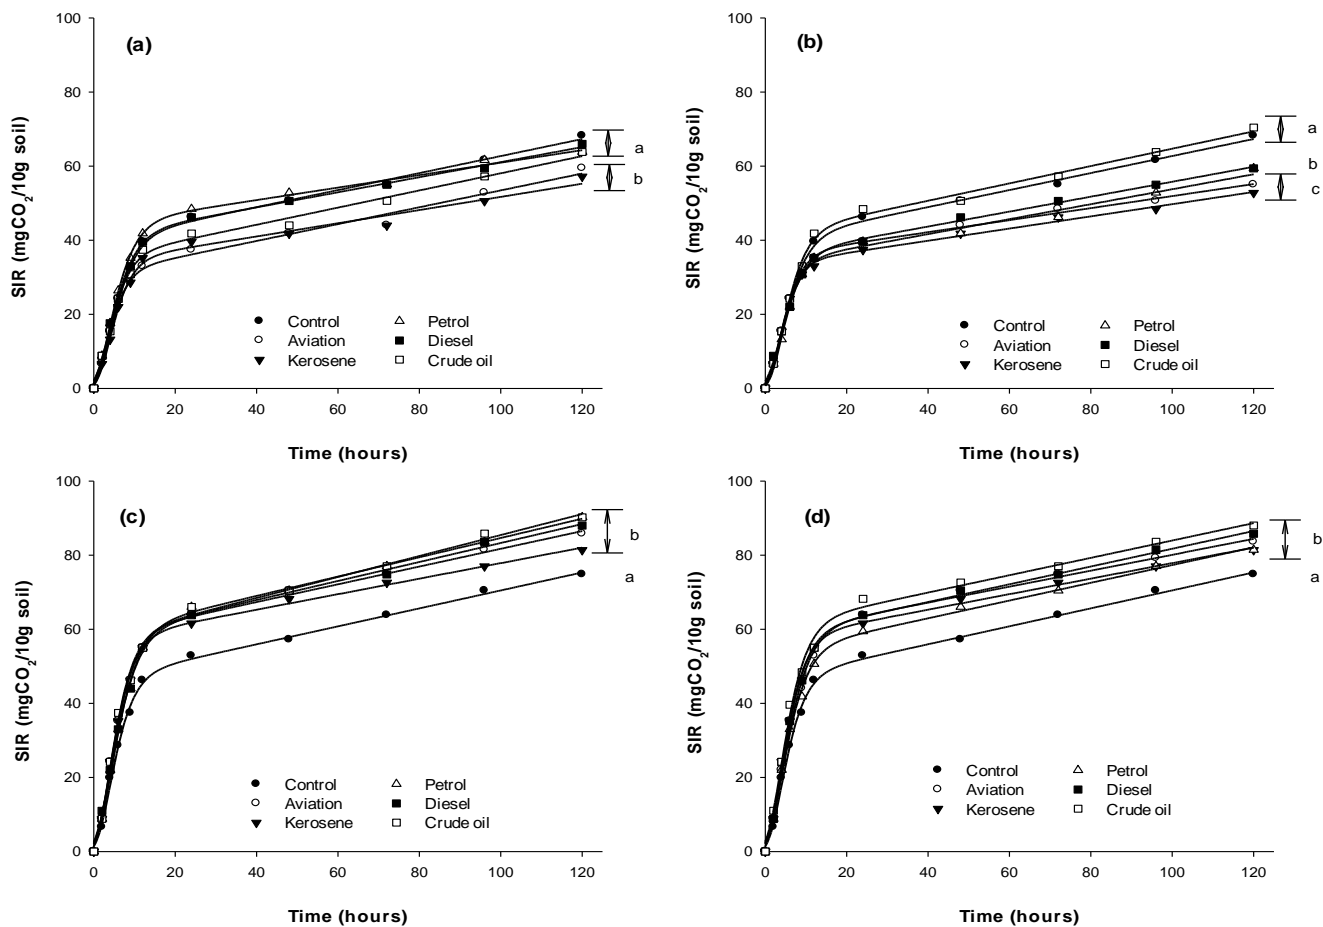 (a)
SIR (mgCO2/10g soil)
100
80
60
40
20
0
a
b
Control
Petrol
Aviation
Diesel
Kerosene
Crude oil
0 20 40 60 80 100 120
Time (hours)
(b)
SIR (mgCO2/10g soil)
100
80
60
40
20
0
a
b
c
Control
Petrol
Aviation
Diesel
Kerosene
Crude oil
0 20 40 60 80 100 120
Time (hours)
(c)
SIR (mgCO2/10g soil)
100
80
60
40
20
0
b
a
Control
Petrol
Aviation
Diesel
Kerosene
Crude oil
0 20 40 60 80 100 120
Time (hours)
(d)
SIR (mgCO2/10g soil)
100
80
60
40
20
0
b
a
Control
Petrol
Aviation
Diesel
Kerosene
Crude oil
0 20 40 60 80 100 120
Time (hours)